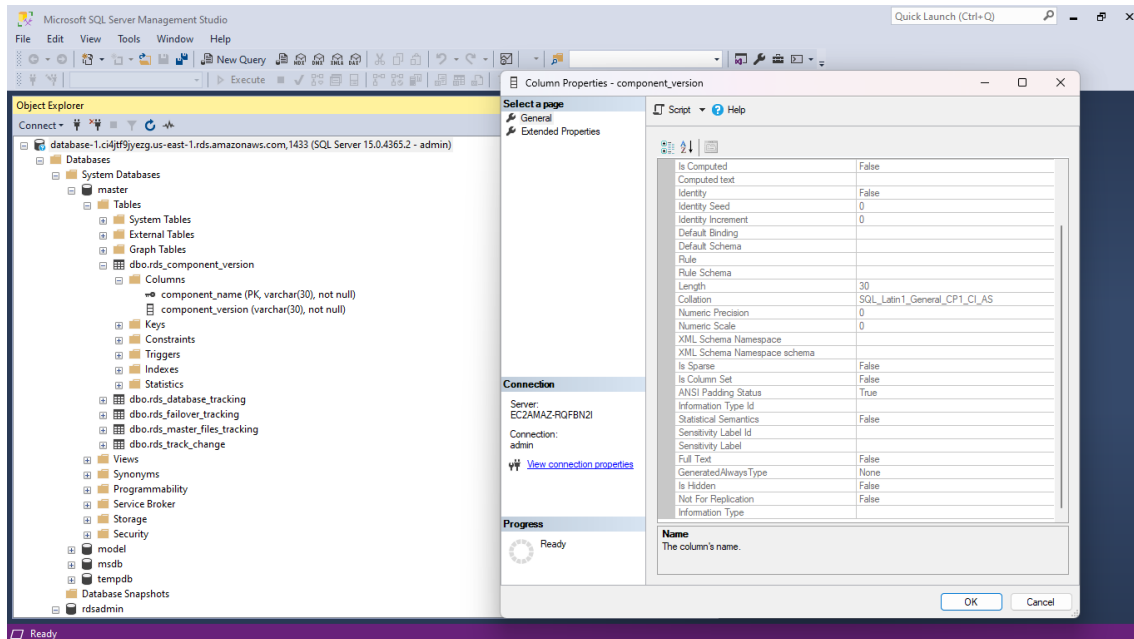 Microsoft SQL Server Management Studio
Quick Launch (Ctrl+Q)
File Edit View Tools Window Help
New Query
Execute
Object Explorer
Connect
database-1.ci4jtf9jyezg.us-east-1.rds.amazonaws.com,1433 (SQL Server 15.0.4365.2 - admin)
Databases
System Databases
master
Tables
System Tables
External Tables
Graph Tables
dbo.rds_component_version
Columns
component_name (PK, varchar(30), not null)
component_version (varchar(30), not null)
Keys
Constraints
Triggers
Indexes
Statistics
dbo.rds_database_tracking
dbo.rds_failover_tracking
dbo.rds_master_files_tracking
dbo.rds_track_change
Views
Synonyms
Programmability
Service Broker
Storage
Security
model
msdb
tempdb
Database Snapshots
rdsadmin
Column Properties - component_version
Select a page
General
Extended Properties
Connection
Server:
EC2AMAZ-RQFBN2I
Connection:
admin
View connection properties
Progress
Ready
Script Help
Is Computed False
Computed text
Identity False
Identity Seed 0
Identity Increment 0
Default Binding
Default Schema
Rule
Rule Schema
Length 30
Collation SQL_Latin1_General_CP1_CI_AS
Numeric Precision 0
Numeric Scale 0
XML Schema Namespace
XML Schema Namespace schema
Is Sparse False
Is Column Set False
ANSI Padding Status True
Information Type Id
Statistical Semantics False
Sensitivity Label Id
Sensitivity Label
Full Text False
GeneratedAlwaysType None
Is Hidden False
Not For Replication False
Information Type
Name
The column's name.
OK Cancel
Ready